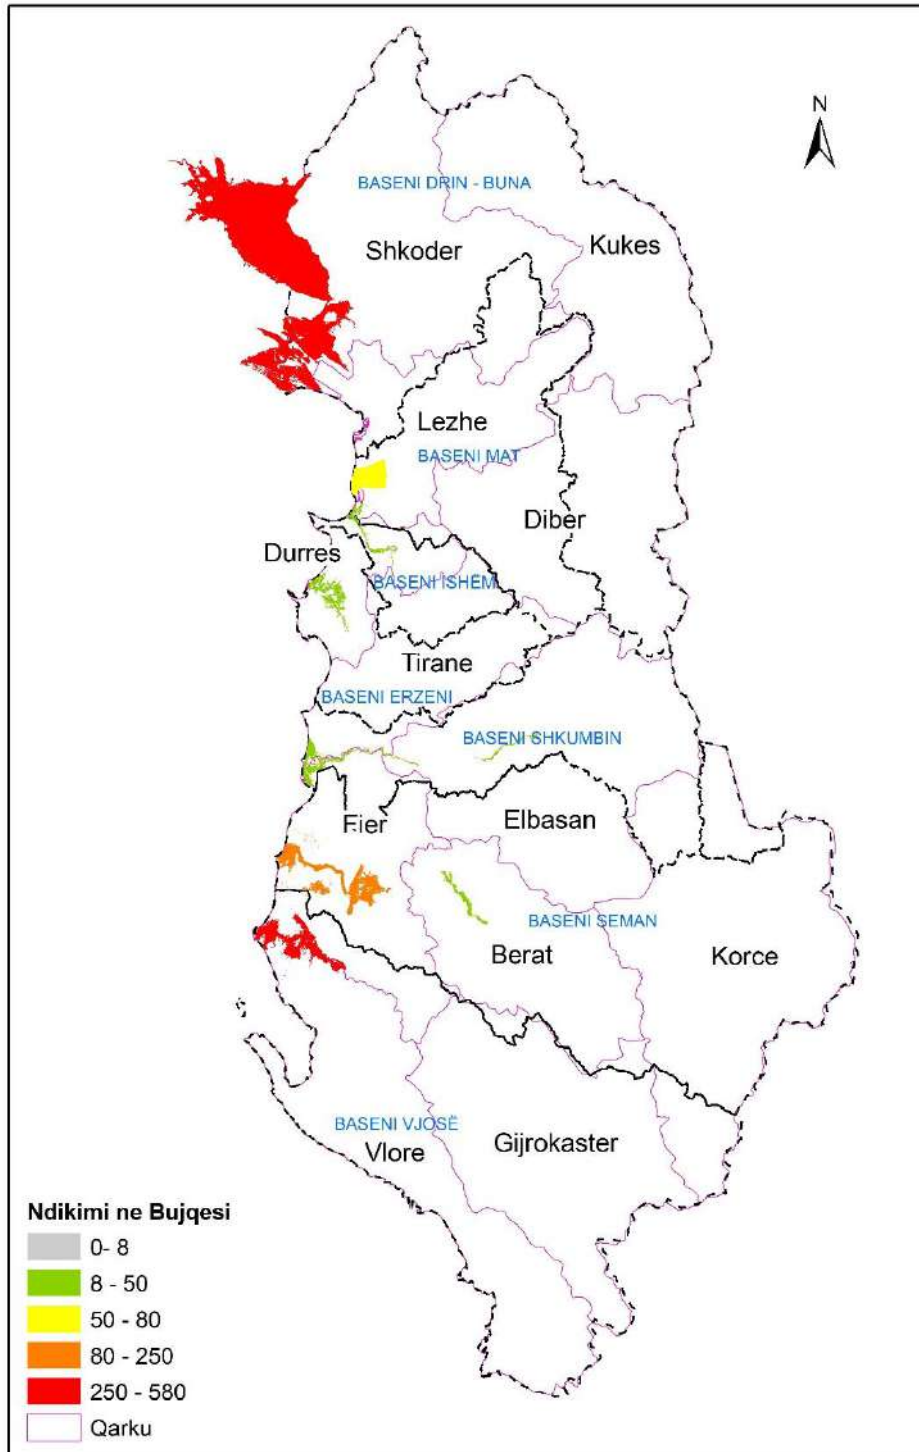 N
BASENI DRIN - BUNA
Shkoder
Kukes
Lezhe
BASENI MAT
Diber
Durres
BASENI ISHËM
Tirane
BASENI ERZENI
BASENI SHKUMBIN
Fier
Elbasan
BASENI SEMAN
Berat
Korce
BASENI VJOSË
Vlore
Gijrokaster
Ndikimi ne Bujqesi
0- 8
8 - 50
50 - 80
80 - 250
250 - 580
Qarku